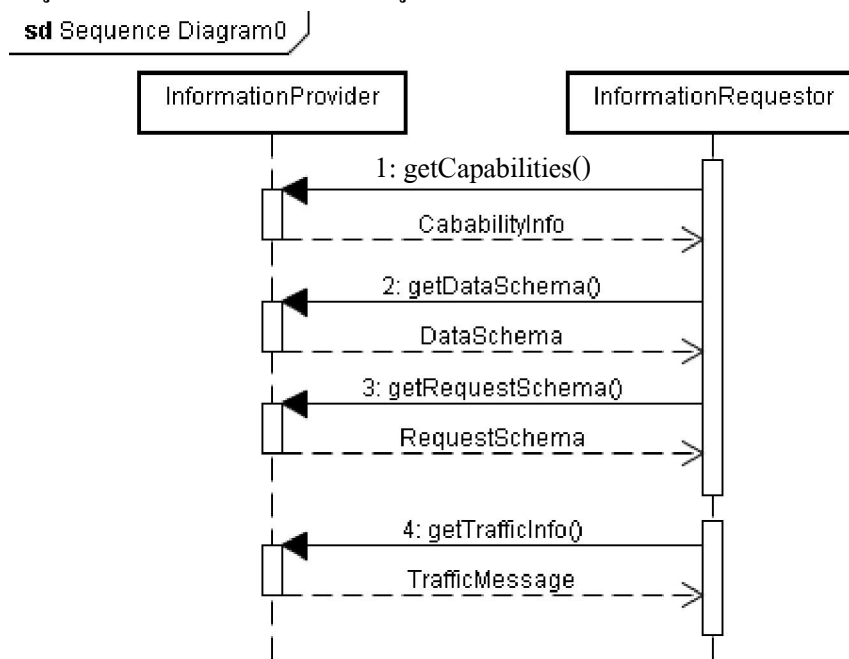 sd Sequence Diagram0
InformationProvider
InformationRequestor
1: getCapabilities()
CababilityInfo
2: getDataSchema()
DataSchema
3: getRequestSchema()
RequestSchema
4: getTrafficInfo()
TrafficMessage